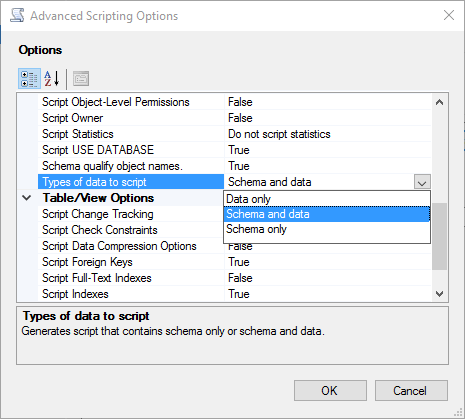 Advanced Scripting Options
Options
Script Object-Level Permissions False
Script Owner False
Script Statistics Do not script statistics
Script USE DATABASE True
Schema qualify object names. True
Types of data to script Schema and data
Data only
Schema and data
Schema only
Table/View Options
Script Change Tracking
Script Check Constraints
Script Data Compression Options False
Script Foreign Keys True
Script Full-Text Indexes False
Script Indexes True
Types of data to script
Generates script that contains schema only or schema and data.
OK Cancel